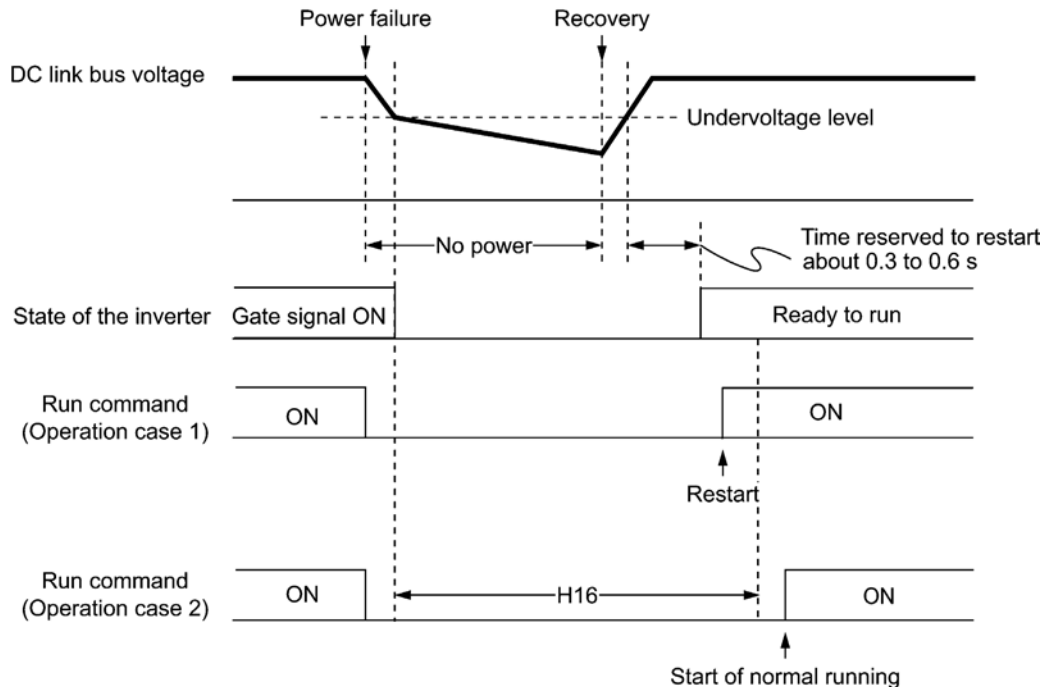 Power failure
Recovery
DC link bus voltage
Undervoltage level
No power
Time reserved to restart
about 0.3 to 0.6 s
State of the inverter
Gate signal ON
Ready to run
Run command
(Operation case 1)
ON
ON
Restart
Run command
(Operation case 2)
ON
H16
ON
Start of normal running